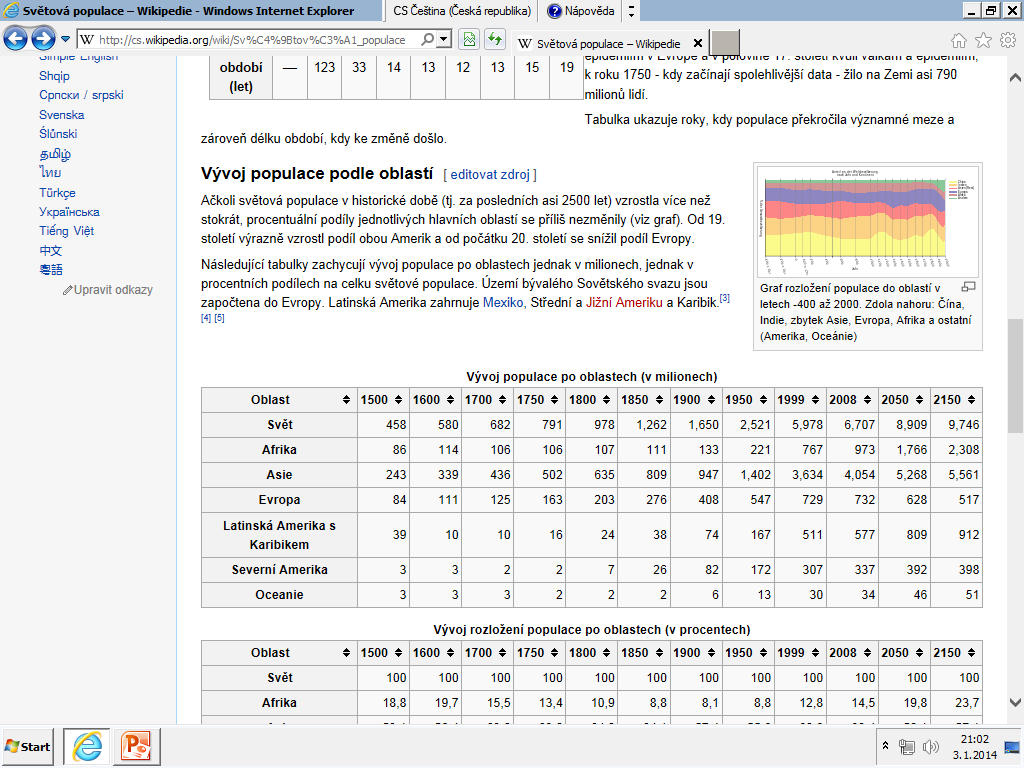 Světová populace – Wikipedie - Windows Internet Explorer
CS Čeština (Česká republika)
Nápověda
http://cs.wikipedia.org/wiki/Sv%C4%9Btov%C3%A1_populace
Světová populace – Wikipedie
Simple English
Shqip
Српски / srpski
Svenska
Ślůnski
தமிழ்
ไทย
Türkçe
Українська
Tiếng Việt
中文
粵語
Upravit odkazy
období (let) — 123 33 14 13 12 13 15 19
epidemiím v Evropě a v polovině 17. století kvůli válkám a epidemiím,
k roku 1750 - kdy začínají spolehlivější data - žilo na Zemi asi 790
milionů lidí.
Tabulka ukazuje roky, kdy populace překročila významné meze a
zároveň délku období, kdy ke změně došlo.
Vývoj populace podle oblastí [ editovat zdroj ]
Ačkoli světová populace v historické době (tj. za posledních asi 2500 let) vzrostla více než
stokrát, procentuální podíly jednotlivých hlavních oblastí se příliš nezměnily (viz graf). Od 19.
století výrazně vzrostl podíl obou Amerik a od počátku 20. století se snížil podíl Evropy.
Následující tabulky zachycují vývoj populace po oblastech jednak v milionech, jednak v
procentních podílech na celku světové populace. Území bývalého Sovětského svazu jsou
započtena do Evropy. Latinská Amerika zahrnuje Mexiko, Střední a Jižní Ameriku a Karibik.[3]
[4] [5]
Graf rozložení populace do oblastí v
letech -400 až 2000. Zdola nahoru: Čína,
Indie, zbytek Asie, Evropa, Afrika a ostatní
(Amerika, Oceánie)
Vývoj populace po oblastech (v milionech)
Oblast 1500 1600 1700 1750 1800 1850 1900 1950 1999 2008 2050 2150
Svět 458 580 682 791 978 1,262 1,650 2,521 5,978 6,707 8,909 9,746
Afrika 86 114 106 106 107 111 133 221 767 973 1,766 2,308
Asie 243 339 436 502 635 809 947 1,402 3,634 4,054 5,268 5,561
Evropa 84 111 125 163 203 276 408 547 729 732 628 517
Latinská Amerika s
Karibikem 39 10 10 16 24 38 74 167 511 577 809 912
Severní Amerika 3 3 2 2 7 26 82 172 307 337 392 398
Oceanie 3 3 3 2 2 2 6 13 30 34 46 51
Vývoj rozložení populace po oblastech (v procentech)
Oblast 1500 1600 1700 1750 1800 1850 1900 1950 1999 2008 2050 2150
Svět 100 100 100 100 100 100 100 100 100 100 100 100
Afrika 18,8 19,7 15,5 13,4 10,9 8,8 8,1 8,8 12,8 14,5 19,8 23,7
Start
21:02
3.1.2014